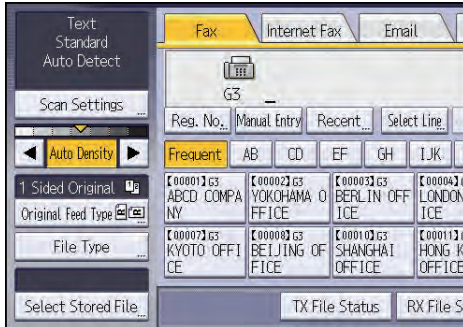 Text
Standard
Auto Detect
Scan Settings
Auto Density
1 Sided Original
Original Feed Type
File Type
Select Stored File
Fax
Internet Fax
Email
G3 _
Reg. No.
Manual Entry
Recent
Select Line
Frequent
AB
CD
EF
GH
IJK
[00001]G3
ABCD COMPA
NY
[00002]G3
YOKOHAMA O
FFICE
[00003]G3
BERLIN OFF
ICE
[00004]G
LONDON
ICE
[00007]G3
KYOTO OFFI
CE
[00008]G3
BEIJING OF
FICE
[00010]G3
SHANGHAI
OFFICE
[00011]G
HONG K
OFFICE
TX File Status
RX File S